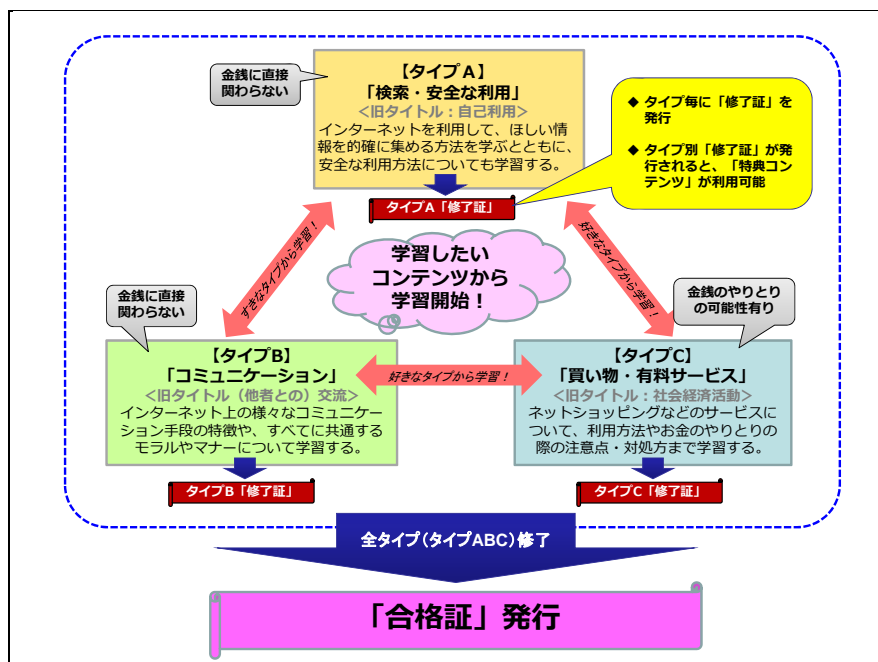 金銭に直接
関わらない
【タイプA】
「検索・安全な利用」
<旧タイトル：自己利用>
インターネットを利用して、ほしい情
報を的確に集める方法を学ぶとともに、
安全な利用方法についても学習する。
タイプA「修了証」
◆ タイプ毎に「修了証」を
発行
◆ タイプ別「修了証」が発
行されると、「特典コン
テンツ」が利用可能
すきなタイプから学習！
好きなタイプから学習！
学習したい
コンテンツから
学習開始！
金銭に直接
関わらない
金銭のやりとり
の可能性有り
【タイプB】
「コミュニケーション」
<旧タイトル（他者との）交流>
インターネット上の様々なコミュニケー
ション手段の特徴や、すべてに共通する
モラルやマナーについて学習する。
タイプB「修了証」
好きなタイプから学習！
【タイプC】
「買い物・有料サービス」
<旧タイトル：社会経済活動>
ネットショッピングなどのサービスに
ついて、利用方法やお金のやりとりの
際の注意点・対処方まで学習する。
タイプC「修了証」
全タイプ（タイプABC）修了
「合格証」発行